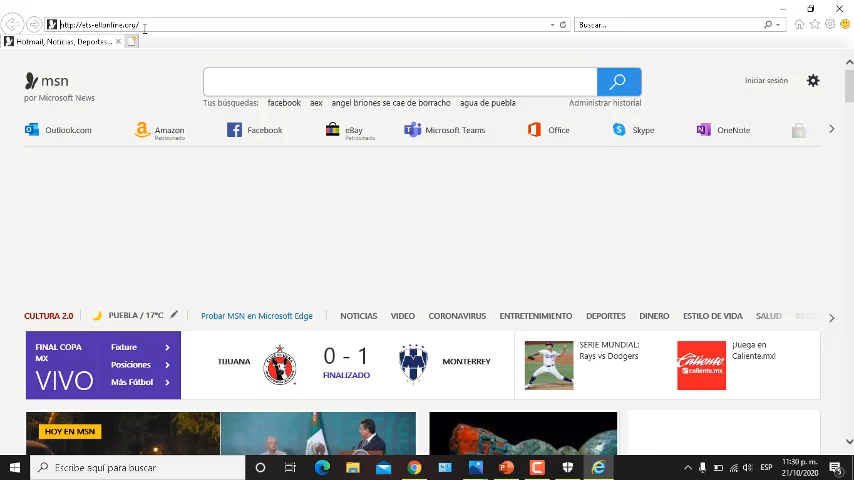 http://ets-ellonline.org/
Buscar...
Hotmail, Noticias, Deportes...
msn
por Microsoft News
Iniciar sesión
Tus búsquedas: facebook aex angel briones se cae de borracho agua de puebla Administrar historial
Outlook.com
Amazon
Patrocinado
Facebook
eBay
Patrocinado
Microsoft Teams
Office
Skype
OneNote
CULTURA 2.0 PUEBLA / 17°C Probar MSN en Microsoft Edge NOTICIAS VIDEO CORONAVIRUS ENTRETENIMIENTO DEPORTES DINERO ESTILO DE VIDA SALUD
FINAL COPA
MX
VIVO
Fixture
Posiciones
Más Fútbol
TIJUANA 0 - 1 MONTERREY
FINALIZADO
SERIE MUNDIAL:
Rays vs Dodgers
Caliente
caliente.mx
¡Juega en
Caliente.mx!
HOY EN MSN
Escribe aquí para buscar
ESP
11:30 p. m.
21/10/2020
5